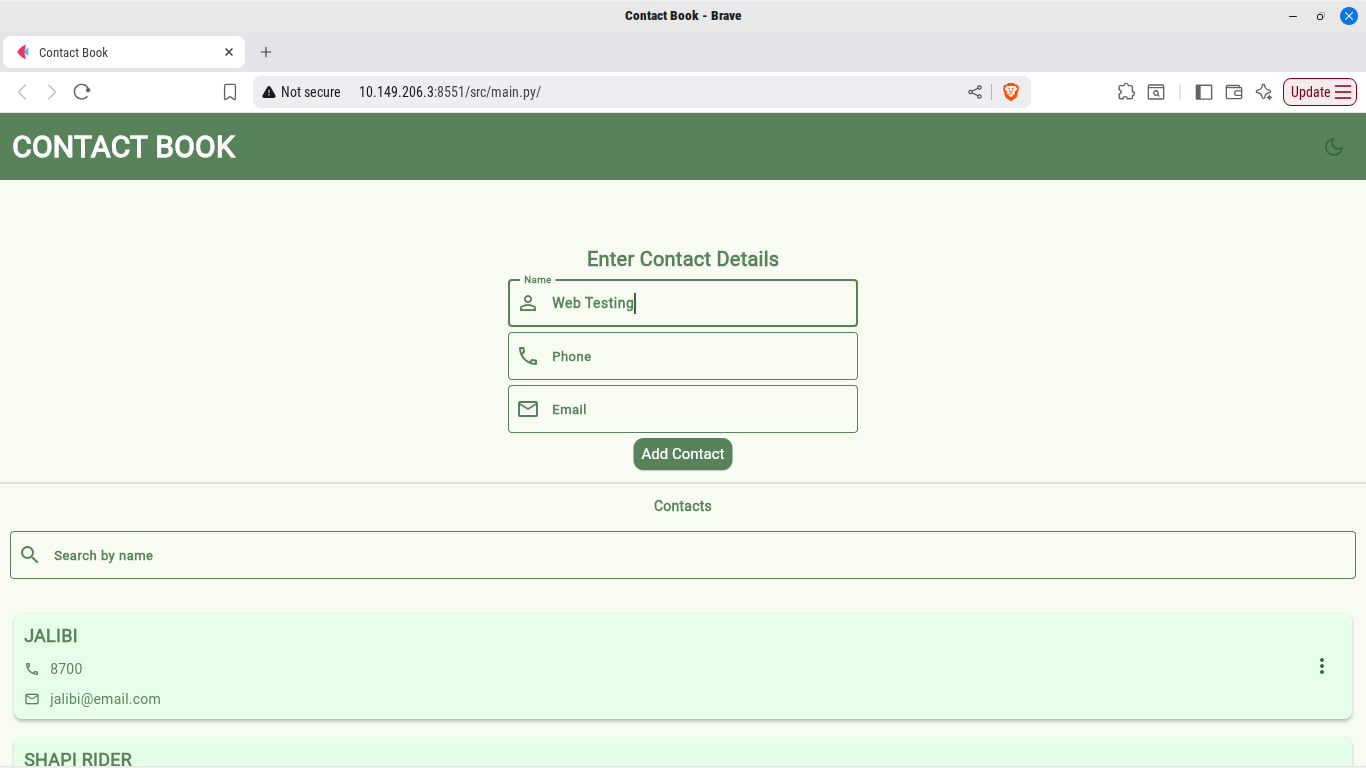 Contact Book - Brave
Contact Book
Not secure 10.149.206.3:8551/src/main.py/
Update
CONTACT BOOK
Enter Contact Details
Name
Web Testing
Phone
Email
Add Contact
Contacts
Search by name
JALIBI
8700
jalibi@email.com
SHAPI RIDER